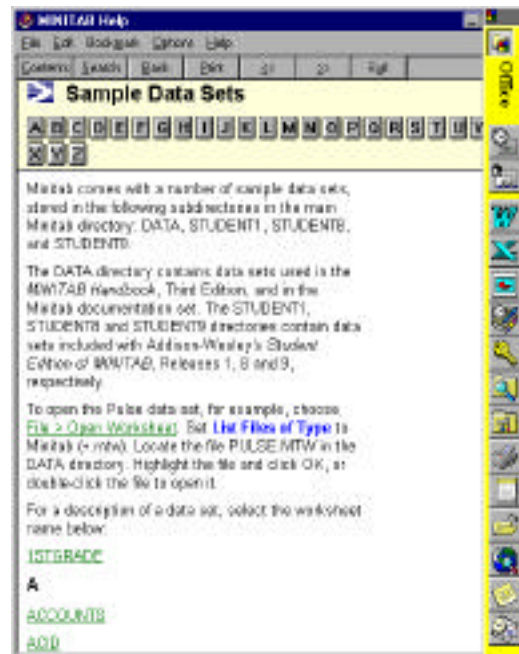 MINITAB Help
File Edit Bookmark Options Help
Contents Search Back Print << >>
Sample Data Sets
A B C D E F G H I J K L M N O P Q R S T U V
X Y Z
Minitab comes with a number of sample data sets,
stored in the following subdirectories in the main
Minitab directory: DATA, STUDENT1, STUDENT8,
and STUDENT9.
The DATA directory contains data sets used in the
MINITAB Handbook, Third Edition, and in the
Minitab documentation set. The STUDENT1,
STUDENT8 and STUDENT9 directories contain data
sets included with Addison-Wesley's Student
Edition of MINITAB, Releases 1, 8 and 9,
respectively.
To open the Pulse data set, for example, choose
File > Open Worksheet. Set List Files of Type to
Minitab (*.mtw). Locate the file PULSE.MTW in the
DATA directory. Highlight the file and click OK, or
double-click the file to open it.
For a description of a data set, select the worksheet
name below:
1STGRADE
A
ACCOUNTS
ACID
Office